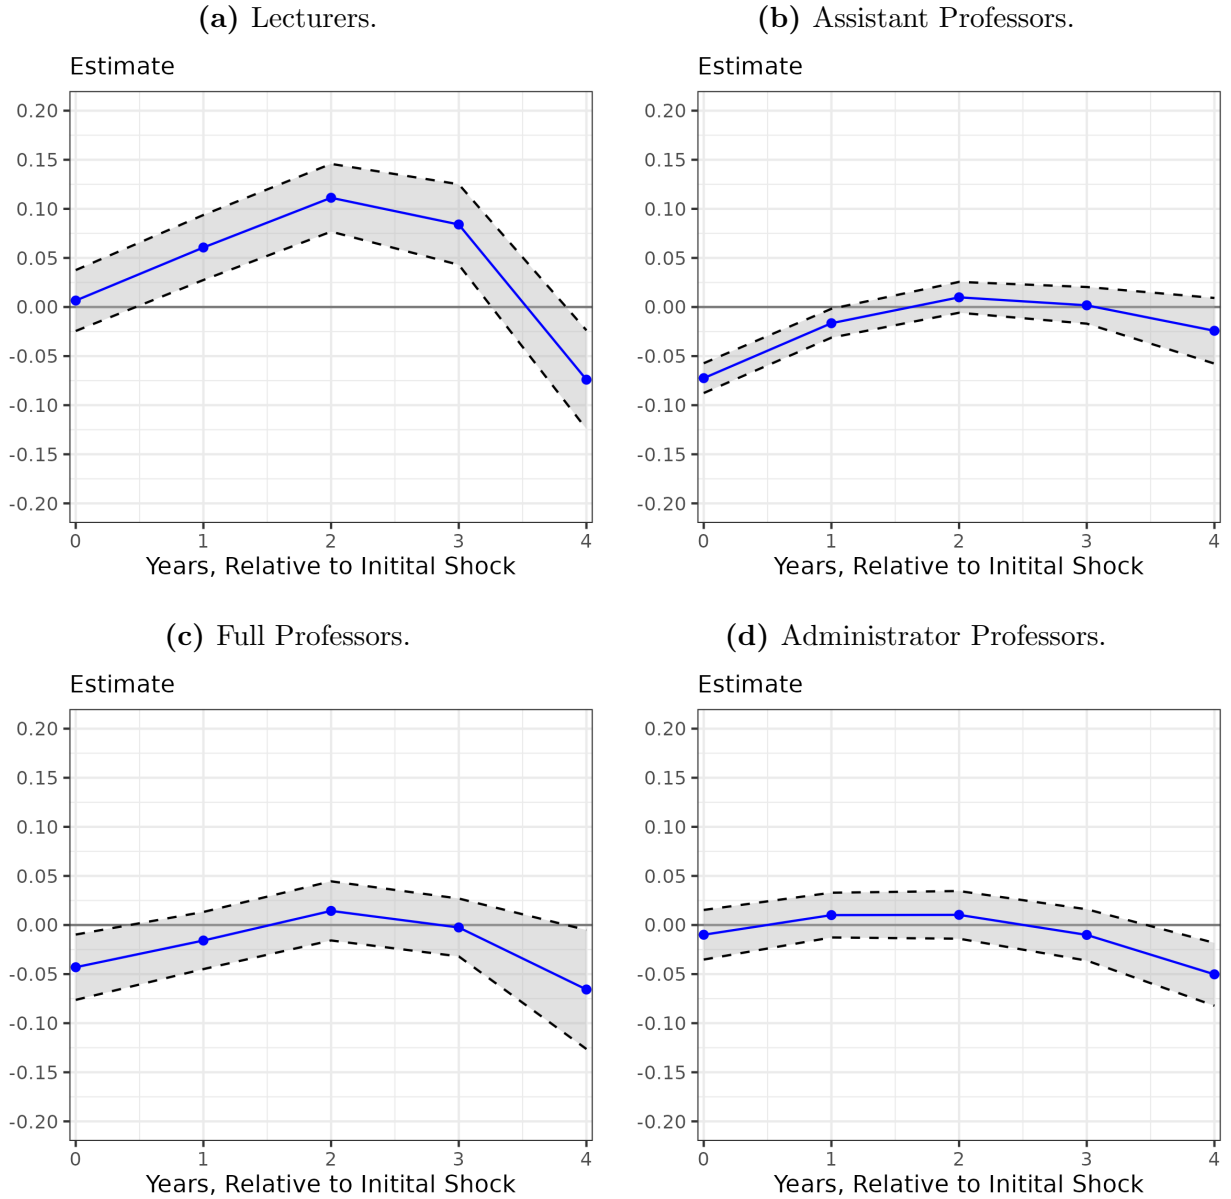 (a) Lecturers.
Estimate
0.20
0.15
0.10
0.05
0.00
-0.05
-0.10
-0.15
-0.20
0 1 2 3 4
Years, Relative to Initital Shock
(b) Assistant Professors.
Estimate
0.20
0.15
0.10
0.05
0.00
-0.05
-0.10
-0.15
-0.20
0 1 2 3 4
Years, Relative to Initital Shock
(c) Full Professors.
Estimate
0.20
0.15
0.10
0.05
0.00
-0.05
-0.10
-0.15
-0.20
0 1 2 3 4
Years, Relative to Initital Shock
(d) Administrator Professors.
Estimate
0.20
0.15
0.10
0.05
0.00
-0.05
-0.10
-0.15
-0.20
0 1 2 3 4
Years, Relative to Initital Shock